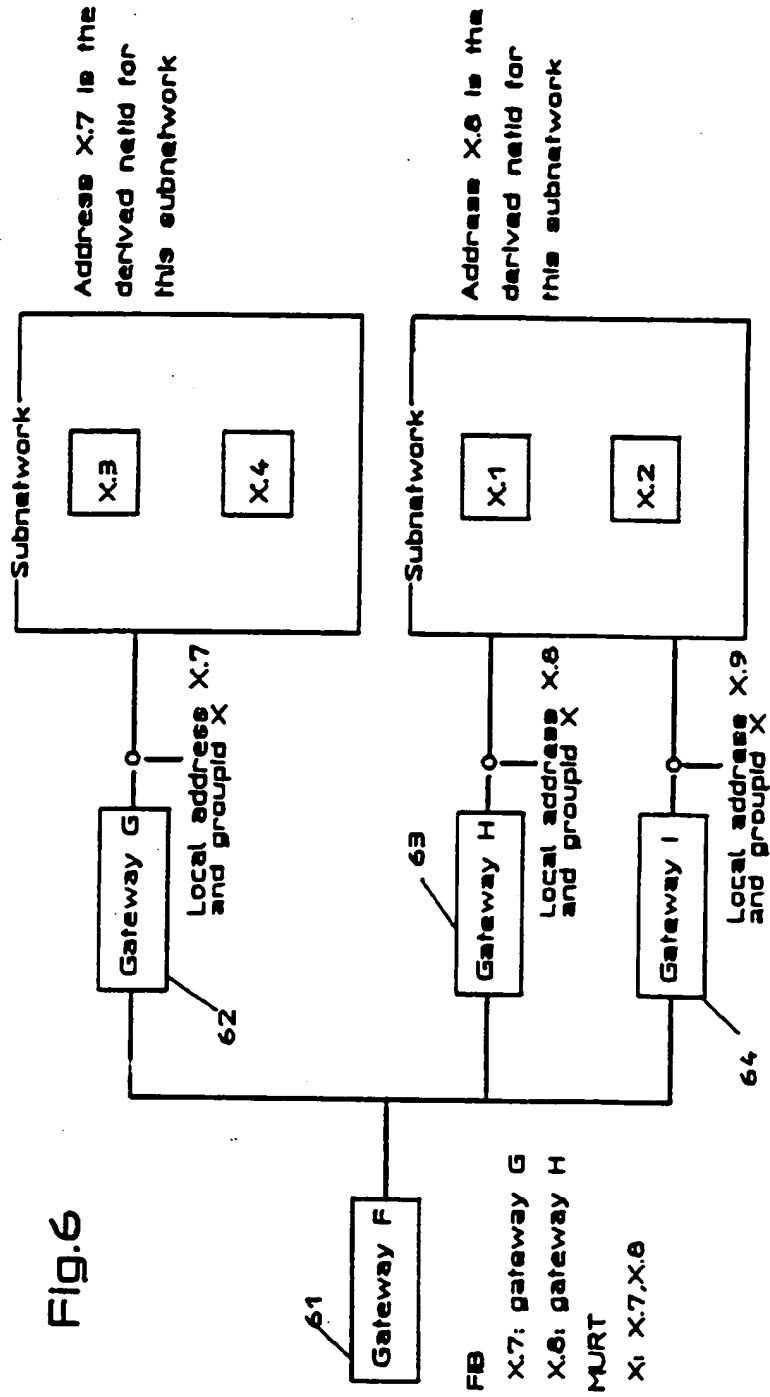 Fig.6
61
Gateway F
FIB
X.7: gateway G
X.8: gateway H
MURT
X: X.7,X.8
62
Gateway G
Local address X.7
and groupid X
Subnetwork
X.3
X.4
Address X.7 is the
derived netid for
this subnetwork
63
Gateway H
Local address X.8
and groupid X
64
Gateway I
Local address X.9
and groupid X
Subnetwork
X.1
X.2
Address X.8 is the
derived netid for
this subnetwork